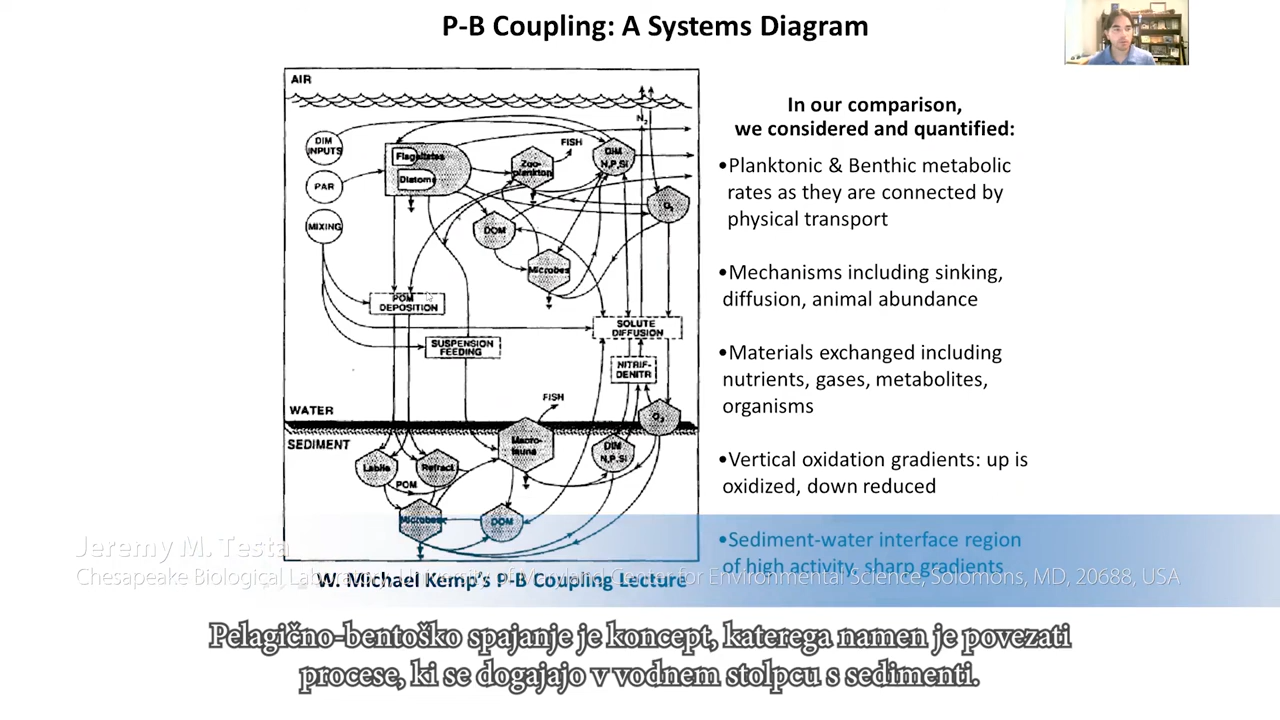 P-B Coupling: A Systems Diagram
AIR
DIM
INPUTS
PAR
MIXING
Flagellates
Diatoms
Zoo-
plankton
FISH
DIM
N,P,Si
N2
O2
DOM
Microbes
POM
DEPOSITION
SUSPENSION
FEEDING
SOLUTE
DIFFUSION
NITRIF-
DENITR
WATER
SEDIMENT
FISH
Macro-
fauna
DIM
N,P,Si
O2
Labile
Refract
POM
Microbes
DOM
W. Michael Kemp's P-B Coupling Lecture
In our comparison,
we considered and quantified:
•Planktonic & Benthic metabolic
rates as they are connected by
physical transport
•Mechanisms including sinking,
diffusion, animal abundance
•Materials exchanged including
nutrients, gases, metabolites,
organisms
•Vertical oxidation gradients: up is
oxidized, down reduced
•Sediment-water interface region
of high activity, sharp gradients
Jeremy M. Testa
Chesapeake Biological Laboratory, University of Maryland Center for Environmental Science, Solomons, MD, 20688, USA
Pelagično-bentoško spajanje je koncept, katerega namen je povezati
procese, ki se dogajajo v vodnem stolpcu s sedimenti.